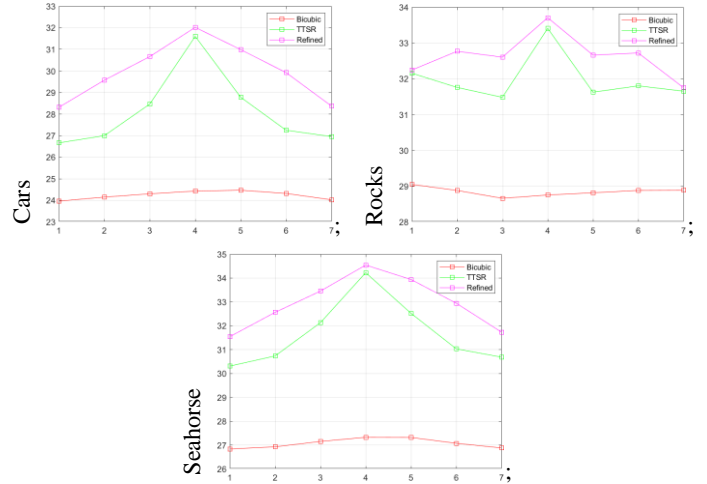 33
32
31
30
29
28
27
26
25
24
23
1 2 3 4 5 6 7
Bicubic
TTSR
Refined
Cars
;
34
33
32
31
30
29
28
1 2 3 4 5 6 7
Bicubic
TTSR
Refined
Rocks
;
35
34
33
32
31
30
29
28
27
26
1 2 3 4 5 6 7
Bicubic
TTSR
Refined
Seahorse
;